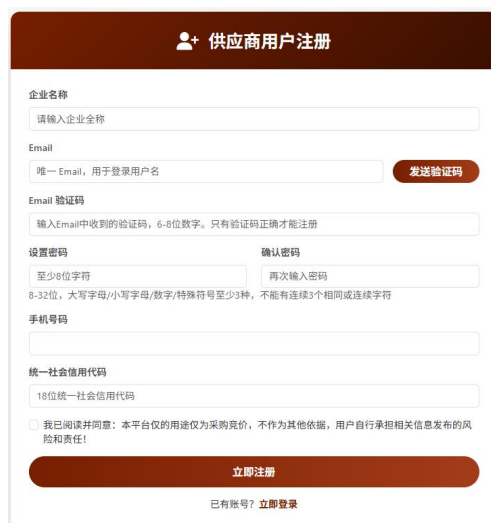 供应商用户注册
企业名称
请输入企业全称
Email
唯一 Email，用于登录用户名
发送验证码
Email 验证码
输入Email中收到的验证码，6-8位数字。只有验证码正确才能注册
设置密码
确认密码
至少8位字符
再次输入密码
8-32位，大写字母/小写字母/数字/特殊符号至少3种，不能有连续3个相同或连续字符
手机号码
统一社会信用代码
18位统一社会信用代码
我已阅读并同意：本平台仅的用途仅为采购竞价，不作为其他依据，用户自行承担相关信息发布的风
险和责任！
立即注册
已有账号？立即登录